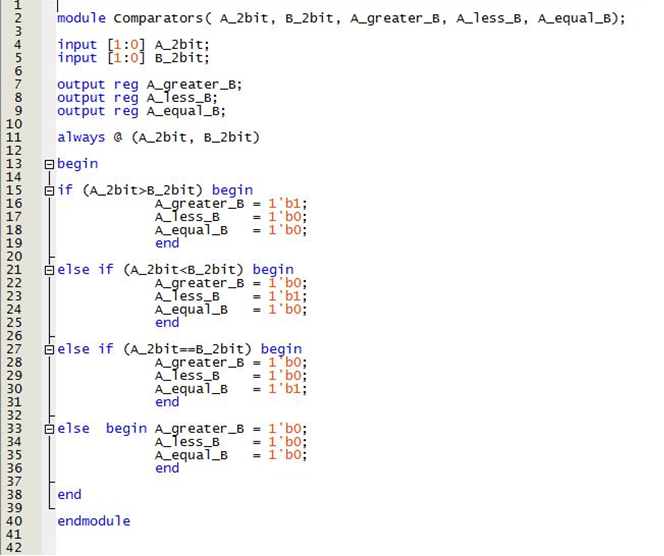 1
2 module Comparators( A_2bit, B_2bit, A_greater_B, A_less_B, A_equal_B);
3
4 input [1:0] A_2bit;
5 input [1:0] B_2bit;
6
7 output reg A_greater_B;
8 output reg A_less_B;
9 output reg A_equal_B;
10
11 always @ (A_2bit, B_2bit)
12
13 begin
14
15 if (A_2bit>B_2bit) begin
16 A_greater_B = 1'b1;
17 A_less_B = 1'b0;
18 A_equal_B = 1'b0;
19 end
20
21 else if (A_2bit<B_2bit) begin
22 A_greater_B = 1'b0;
23 A_less_B = 1'b1;
24 A_equal_B = 1'b0;
25 end
26
27 else if (A_2bit==B_2bit) begin
28 A_greater_B = 1'b0;
29 A_less_B = 1'b0;
30 A_equal_B = 1'b1;
31 end
32
33 else begin A_greater_B = 1'b0;
34 A_less_B = 1'b0;
35 A_equal_B = 1'b0;
36 end
37
38 end
39
40 endmodule
41
42